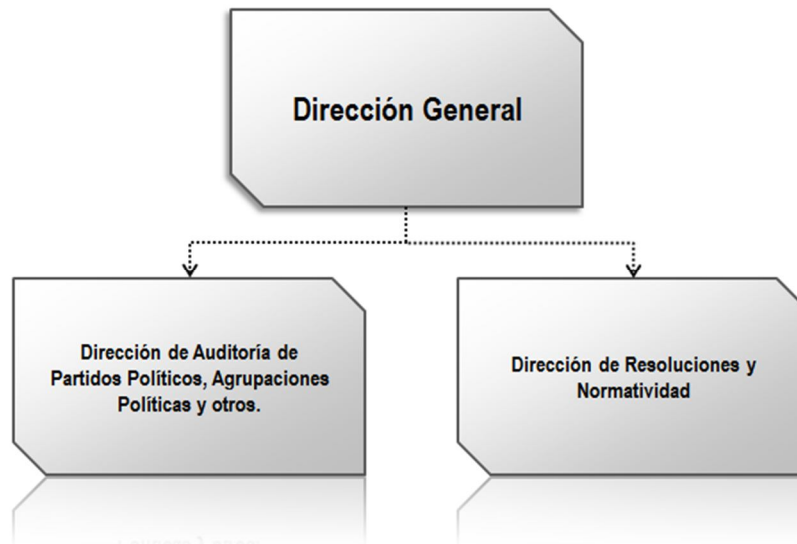 Dirección General
Dirección de Auditoría de
Partidos Políticos, Agrupaciones
Políticas y otros.
Dirección de Resoluciones y
Normatividad